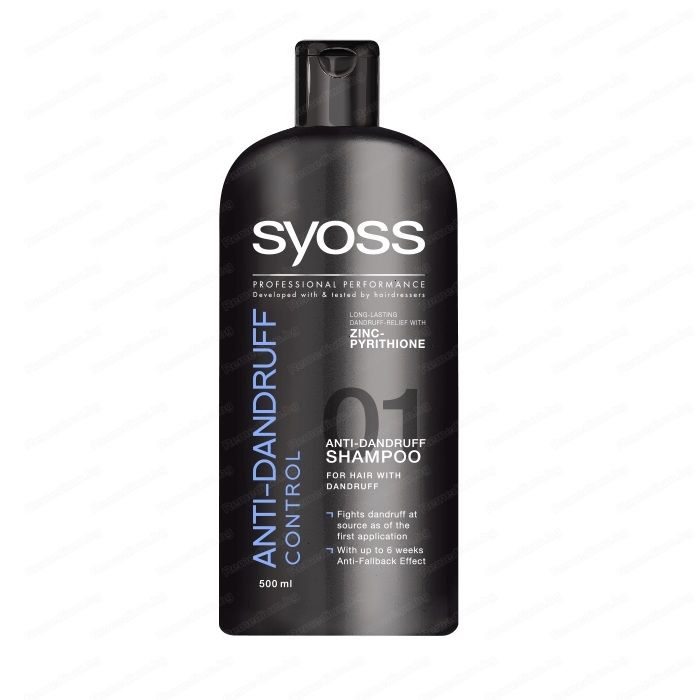 syoss
PROFESSIONAL PERFORMANCE
Developed with & tested by hairdressers
LONG-LASTING
DANDRUFF-RELIEF WITH
ZINC-
PYRITHIONE
ANTI-DANDRUFF
CONTROL
01
ANTI-DANDRUFF
SHAMPOO
FOR HAIR WITH
DANDRUFF
Fights dandruff at
source as of the
first application
With up to 6 weeks
Anti-Fallback Effect
500 ml